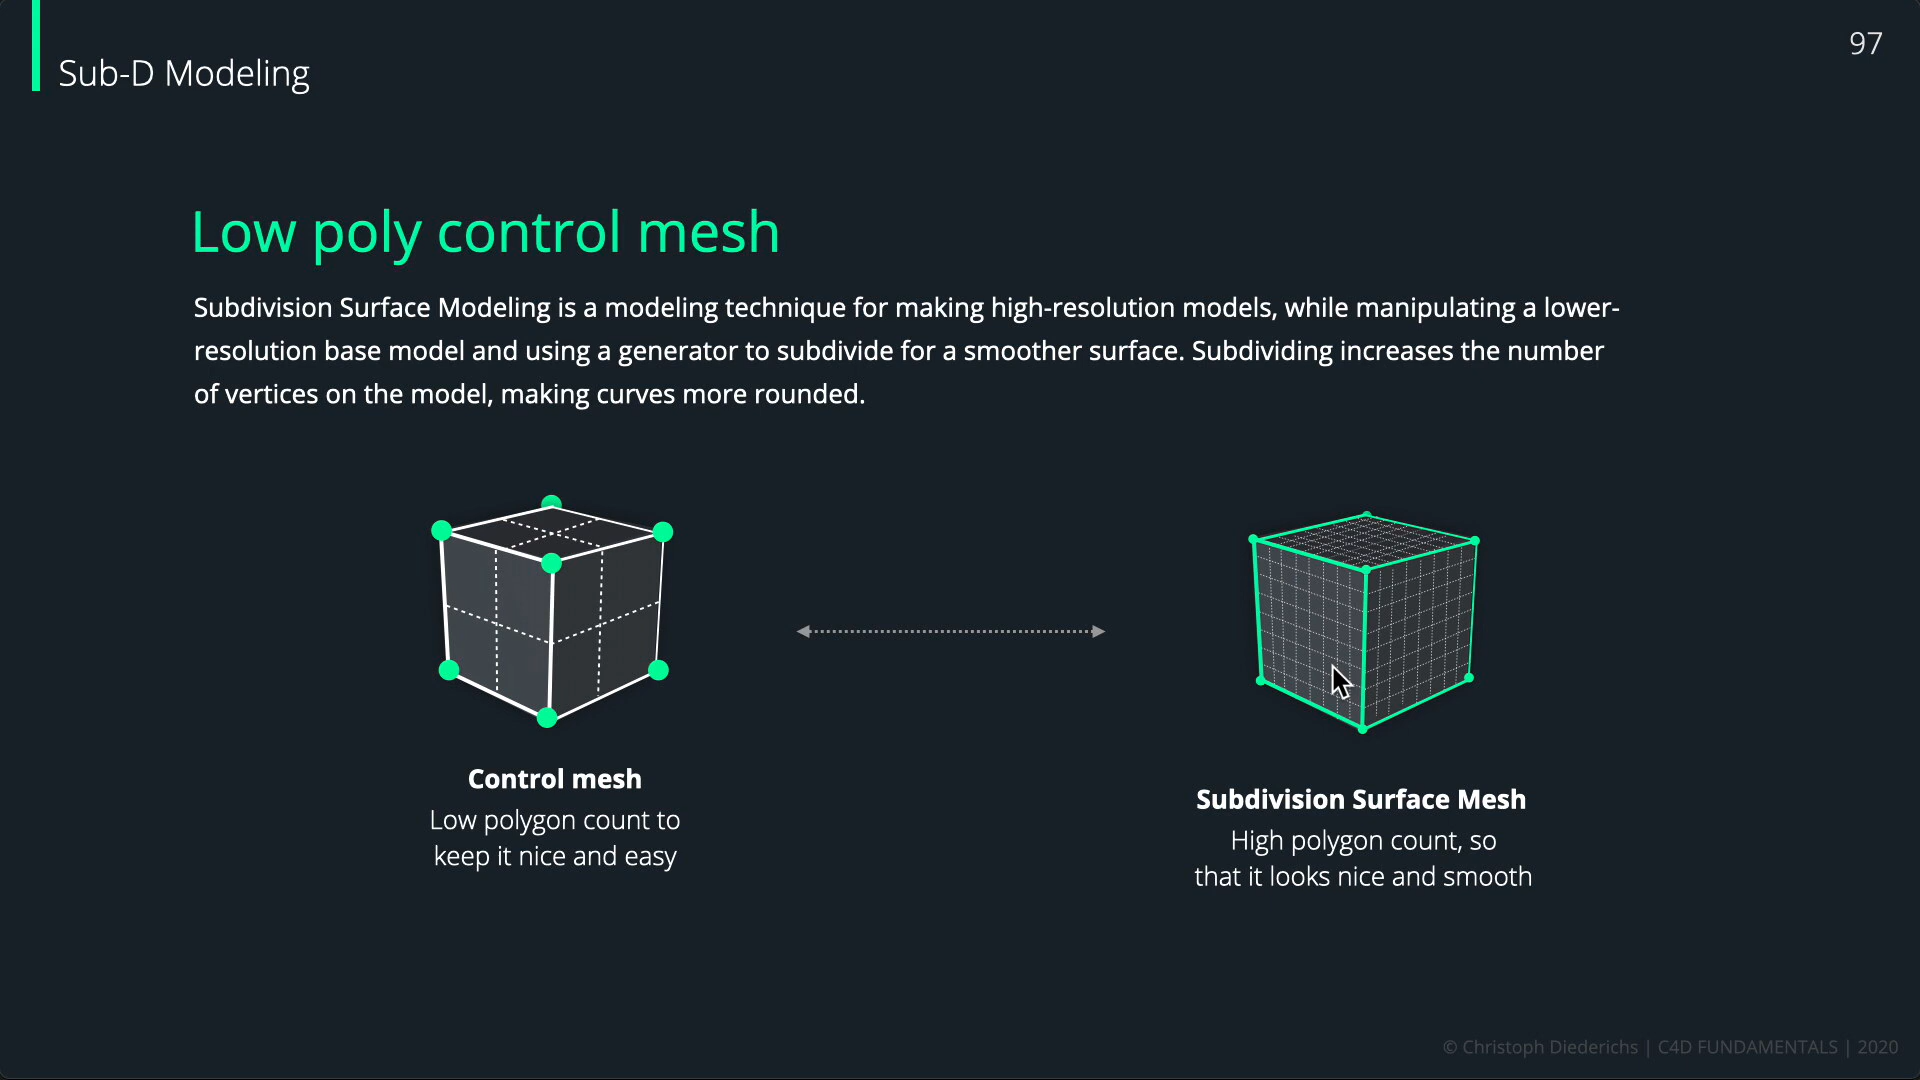 Sub-D Modeling
97
Low poly control mesh
Subdivision Surface Modeling is a modeling technique for making high-resolution models, while manipulating a lower-
resolution base model and using a generator to subdivide for a smoother surface. Subdividing increases the number
of vertices on the model, making curves more rounded.
Control mesh
Low polygon count to
keep it nice and easy
Subdivision Surface Mesh
High polygon count, so
that it looks nice and smooth
© Christoph Diederichs | C4D FUNDAMENTALS | 2020